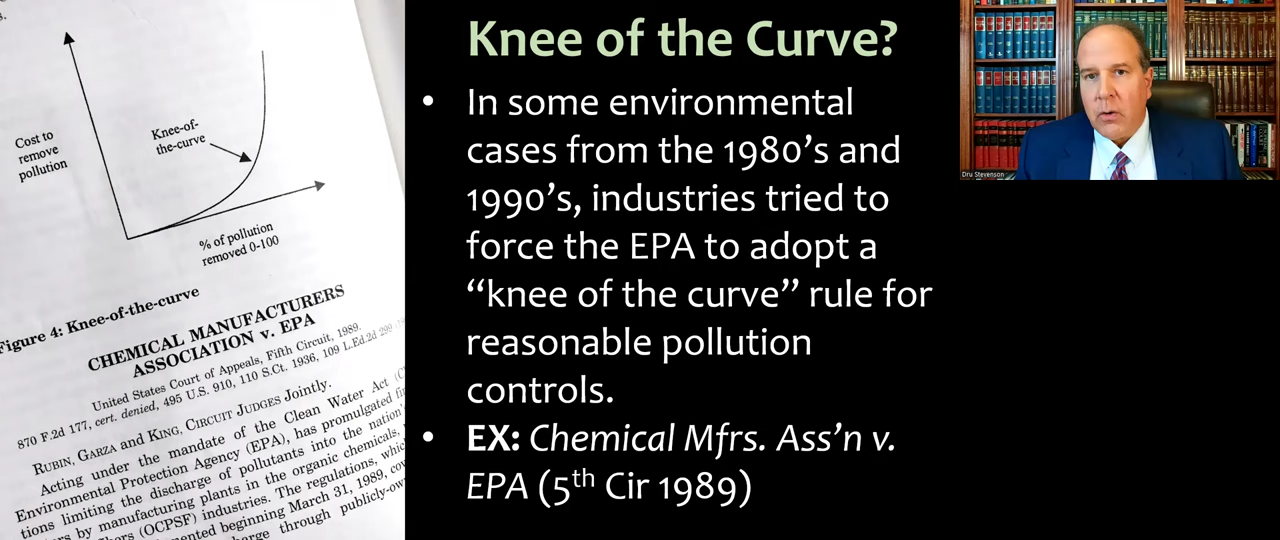 s.
Cost to
remove
pollution
Knee-of-
the-curve
% of pollution
removed 0-100
Figure 4: Knee-of-the-curve
CHEMICAL MANUFACTURERS
ASSOCIATION v. EPA
United States Court of Appeals, Fifth Circuit, 1989.
870 F.2d 177, cert. denied, 495 U.S. 910, 110 S.Ct. 1936, 109 L.Ed.2d 299
RUBIN, GARZA and KING, CIRCUIT JUDGES Jointly.
Acting under the mandate of the Clean Water Act
Environmental Protection Agency (EPA), has promulgated
tions limiting the discharge of pollutants into the nation's
by manufacturing plants in the organic chemicals,
(OCPSF) industries. The regulations,
beginning March 31, 1989,
through
Knee of the Curve?
• In some environmental
cases from the 1980's and
1990's, industries tried to
force the EPA to adopt a
“knee of the curve” rule for
reasonable pollution
controls.
• EX: Chemical Mfrs. Ass'n v.
EPA (5th Cir 1989)
Dru Stevenson